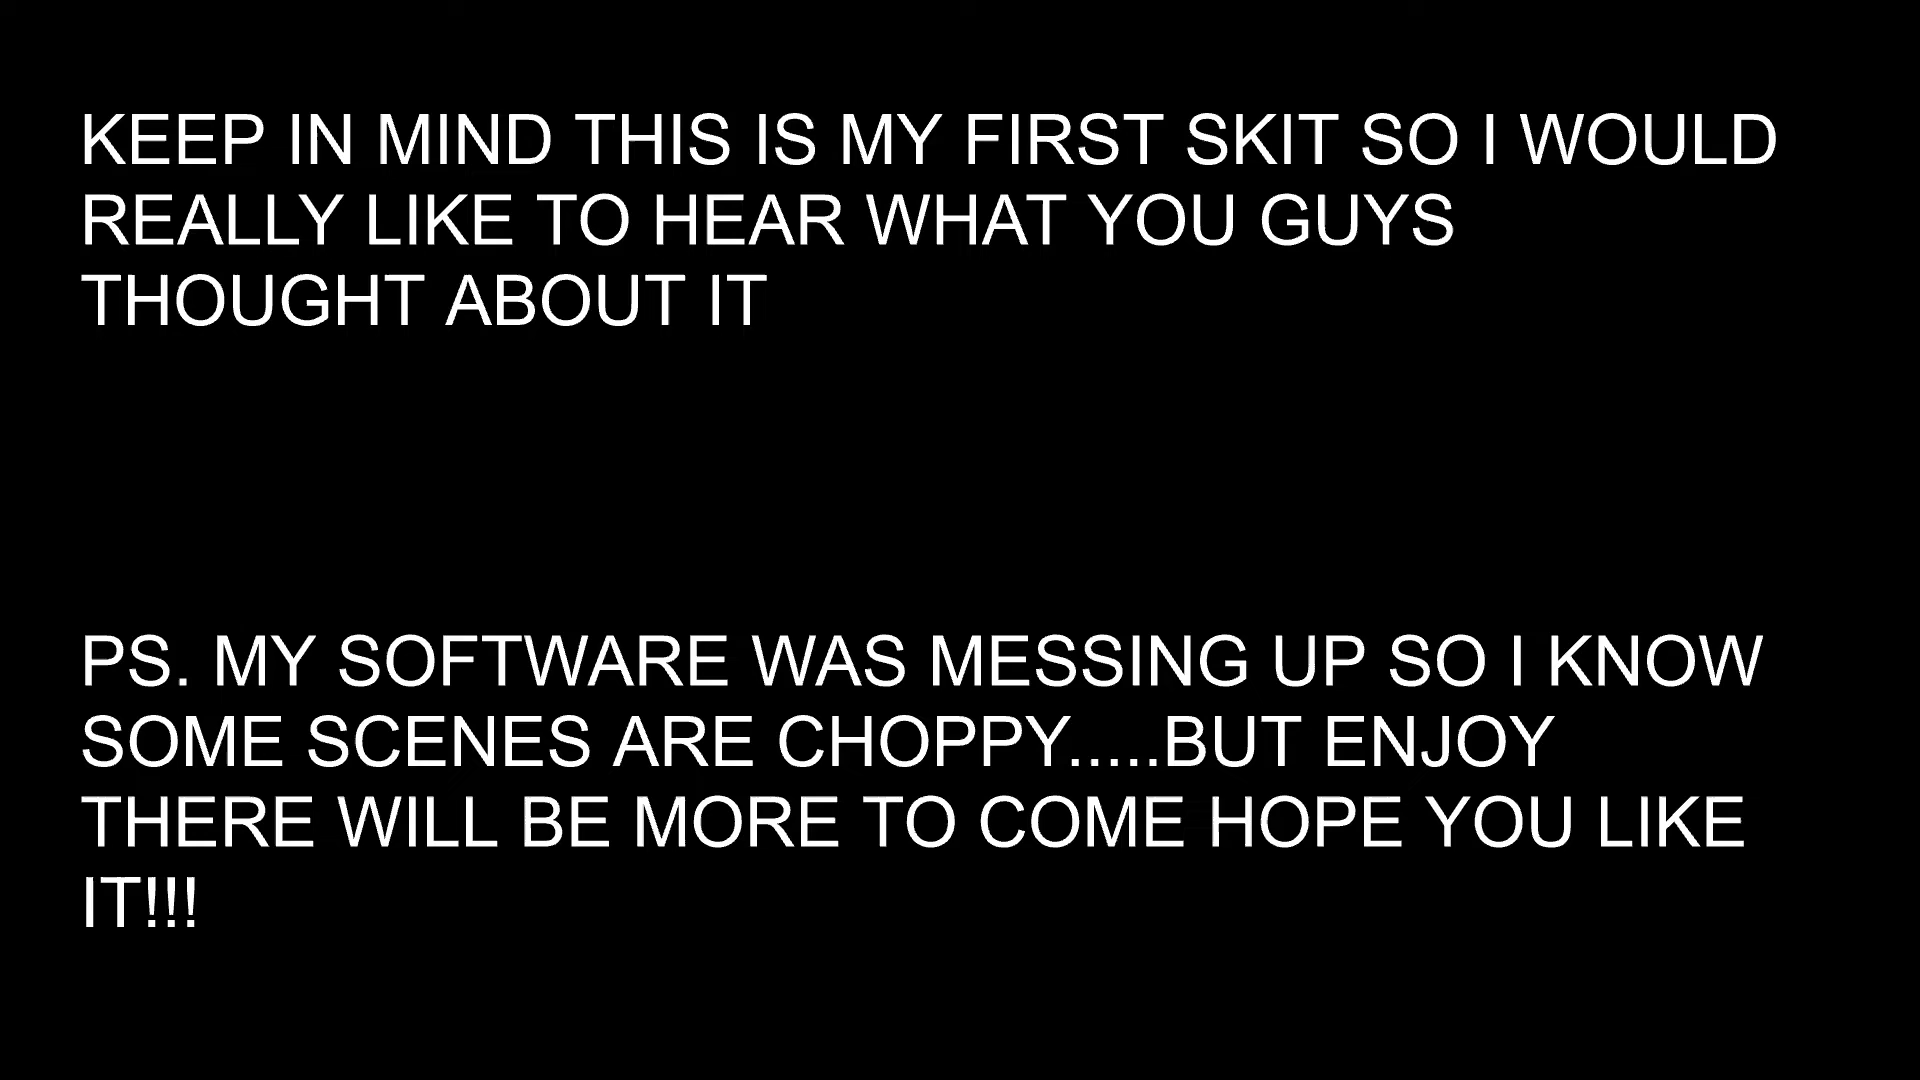 KEEP IN MIND THIS IS MY FIRST SKIT SO I WOULD
REALLY LIKE TO HEAR WHAT YOU GUYS
THOUGHT ABOUT IT
PS. MY SOFTWARE WAS MESSING UP SO I KNOW
SOME SCENES ARE CHOPPY.....BUT ENJOY
THERE WILL BE MORE TO COME HOPE YOU LIKE
IT!!!